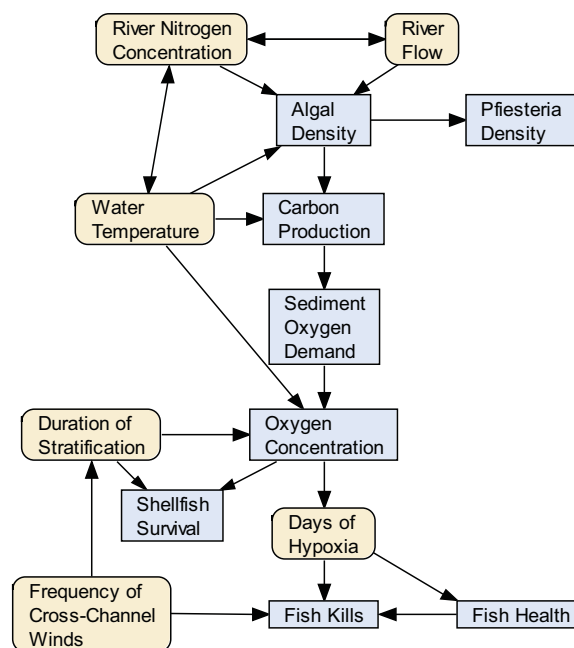 River Nitrogen
Concentration
River
Flow
Algal
Density
Pfiesteria
Density
Water
Temperature
Carbon
Production
Sediment
Oxygen
Demand
Duration of
Stratification
Oxygen
Concentration
Shellfish
Survival
Days of
Hypoxia
Frequency of
Cross-Channel
Winds
Fish Kills
Fish Health